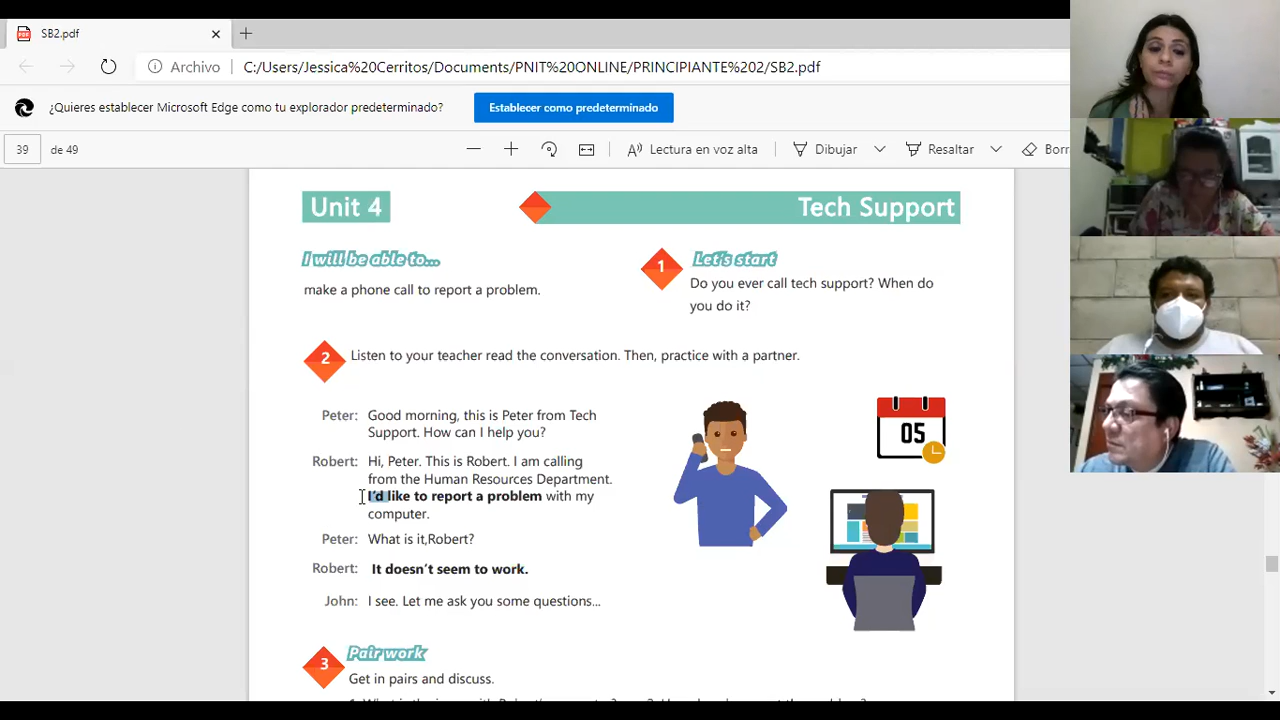 SB2.pdf
Archivo C:/Users/Jessica%20Cerritos/Documents/PNIT%20ONLINE/PRINCIPIANTE%202/SB2.pdf
¿Quieres establecer Microsoft Edge como tu explorador predeterminado? Establecer como predeterminado
39 de 49 Lectura en voz alta Dibujar Resaltar Borr
Unit 4 Tech Support
I will be able to...
make a phone call to report a problem.
1 Let's start
Do you ever call tech support? When do
you do it?
2 Listen to your teacher read the conversation. Then, practice with a partner.
Peter: Good morning, this is Peter from Tech
Support. How can I help you?
Robert: Hi, Peter. This is Robert. I am calling
from the Human Resources Department.
I'd like to report a problem with my
computer.
Peter: What is it,Robert?
Robert: It doesn't seem to work.
John: I see. Let me ask you some questions...
05
3 Pair work
Get in pairs and discuss.